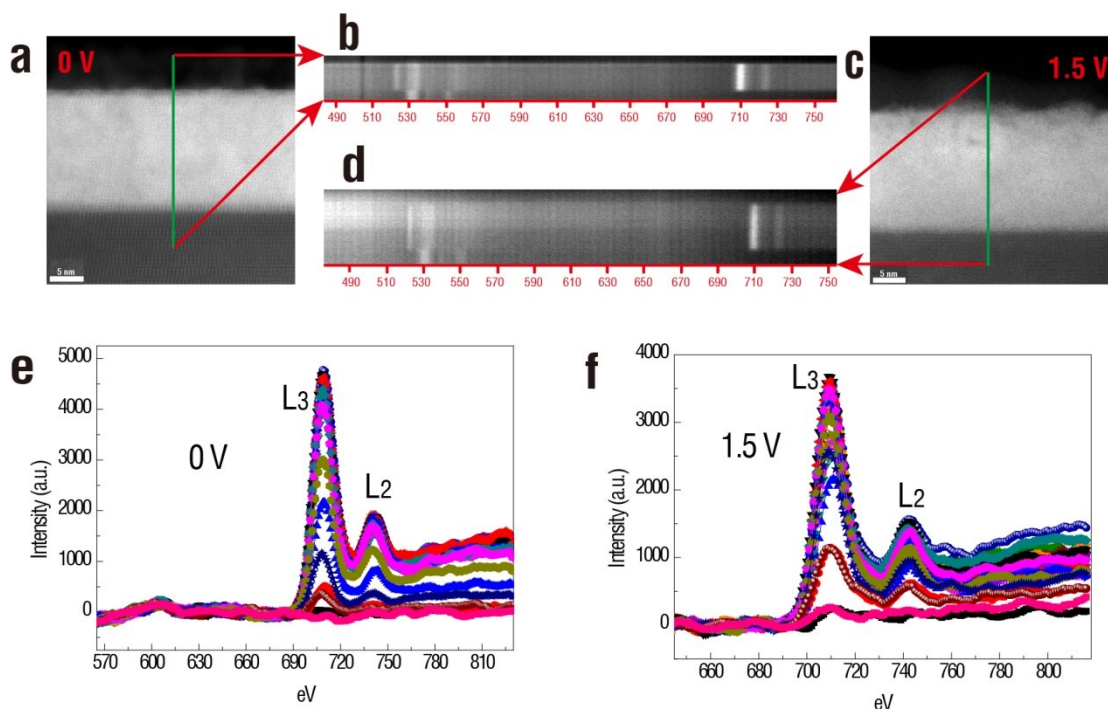 a
0 V
5 nm
b
490 510 530 550 570 590 610 630 650 670 690 710 730 750
c
1.5 V
5 nm
d
490 510 530 550 570 590 610 630 650 670 690 710 730 750
e
5000
4000
3000
2000
1000
0
Intensity (a.u.)
L3
0 V
L2
570 600 630 660 690 720 750 780 810
eV
f
4000
3000
2000
1000
0
Intensity (a.u.)
L3
1.5 V
L2
660 680 700 720 740 760 780 800
eV